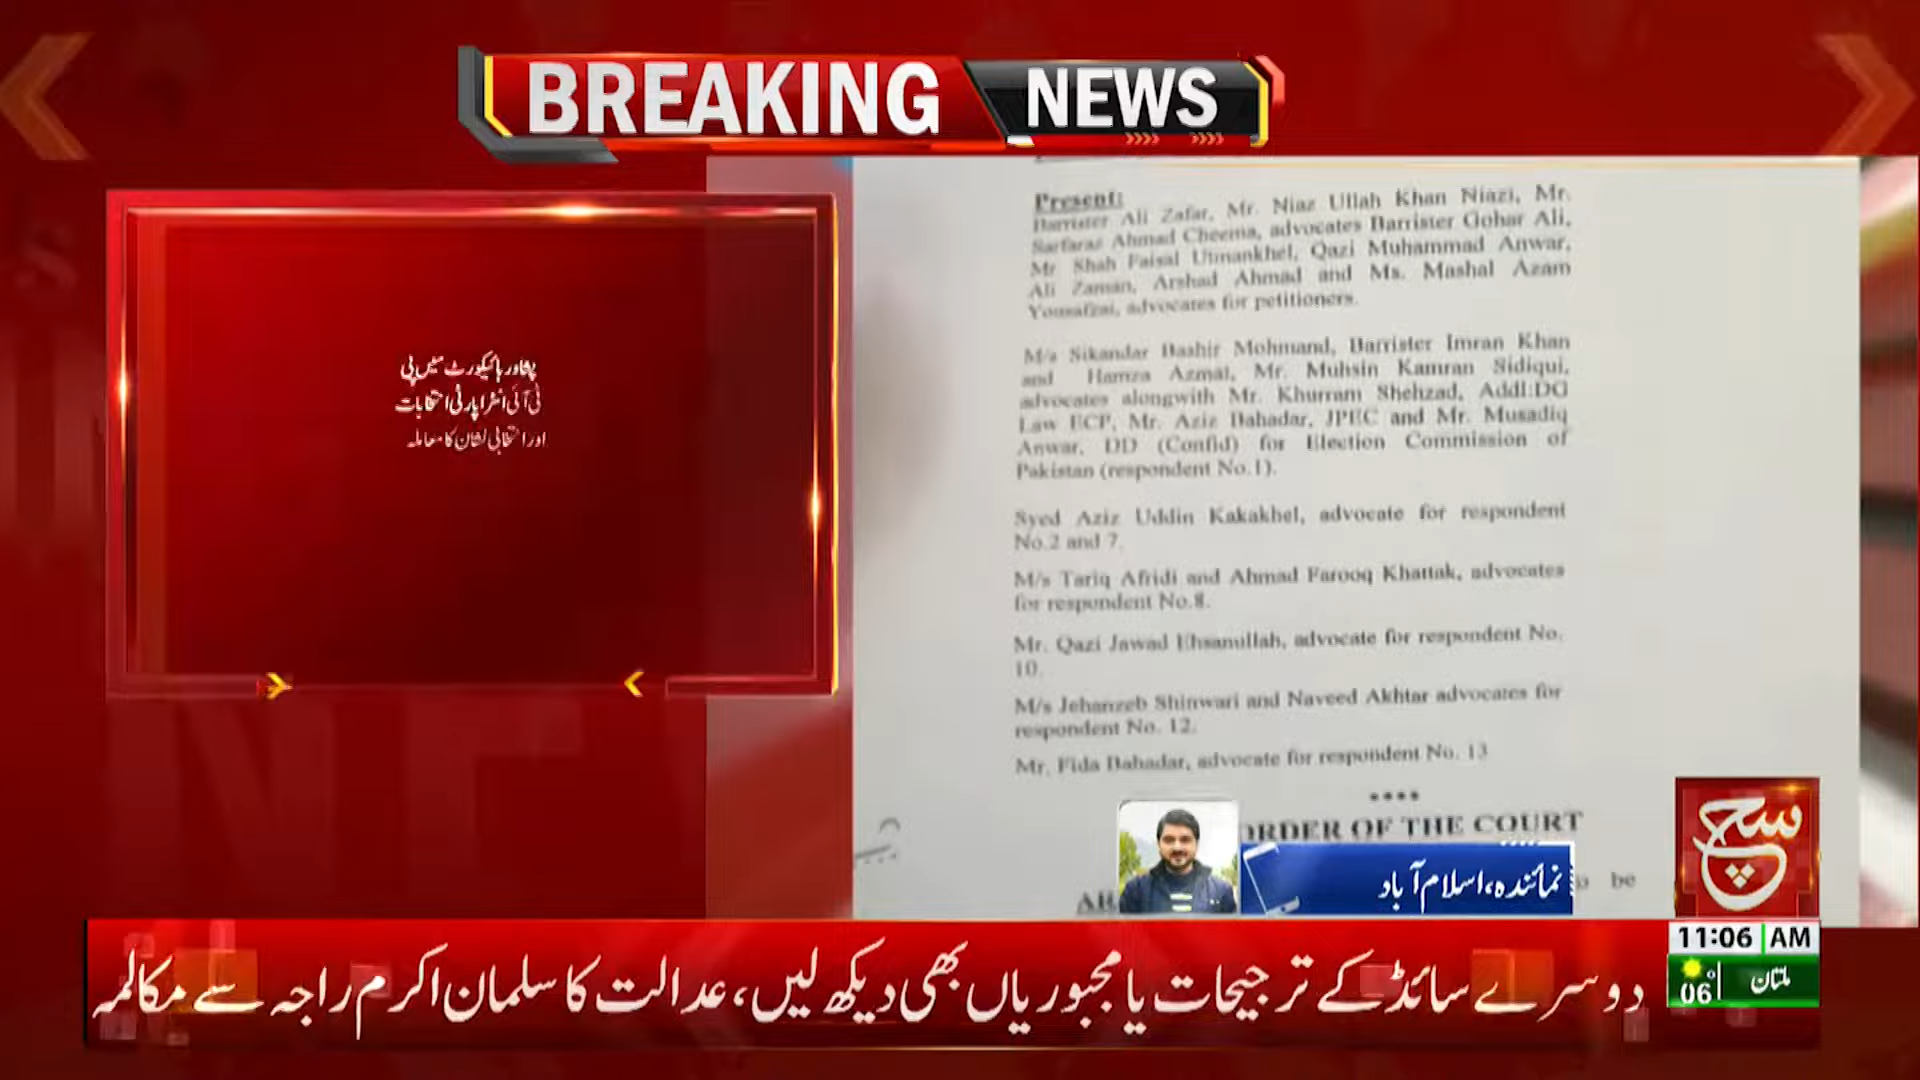 BREAKING NEWS
Present:
Barrister Ali Zafar, Mr. Niaz Ullah Khan Niazi, Mr.
Sarfaraz Ahmad Cheema, advocates Barrister Gohar Ali,
Mr Shah Faisal Utmankhel, Qazi Muhammad Anwar,
Ali Zaman, Arshad Ahmad and Ms. Mashal Azam
Yousafzai, advocates for petitioners.
M/s Sikandar Bashir Mohmand, Barrister Imran Khan
and Hamza Azmat, Mr. Muhsin Kamran Sidiqui,
advocates alongwith Mr. Khurram Shehzad, Addl:DG
Law ECP, Mr. Aziz Bahadar, JPEC and Mr. Musadiq
Anwar, DD (Confid) for Election Commission of
Pakistan (respondent No.1).
Syed Aziz Uddin Kakakhel, advocate for respondent
No.2 and 7.
M/s Tariq Afridi and Ahmad Farooq Khattak, advocates
for respondent No.8.
Mr. Qazi Jawad Ehsanullah, advocate for respondent No.
10.
M/s Jehanzeb Shinwari and Naveed Akhtar advocates for
respondent No. 12.
Mr. Fida Bahadar, advocate for respondent No. 13
****
ORDER OF THE COURT
be
پشاور ہائیکورٹ میں پی
ٹی آئی انٹرا پارٹی انتخابات
اور انتخابی نشان کا معاملہ
نمائندہ، اسلام آباد
سچ
11:06 AM
06° ملتان
دوسرے سائڈ کے ترجیحات یا مجبوریاں بھی دیکھ لیں، عدالت کا سلمان اکرم راجہ سے مکالمہ